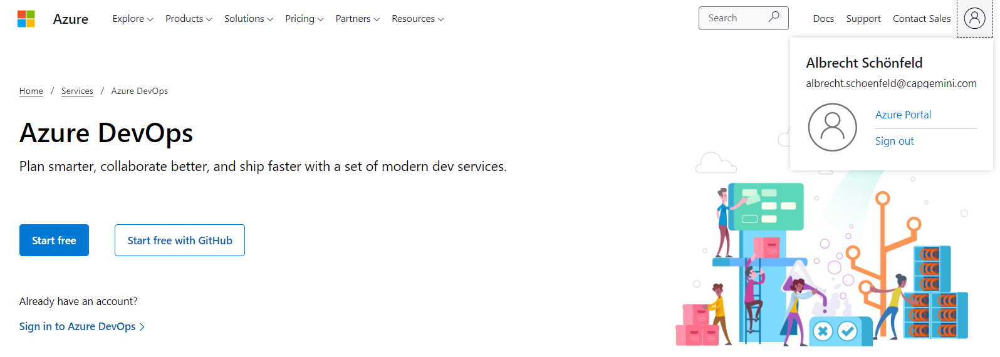 Azure Explore Products Solutions Pricing Partners Resources Search Docs Support Contact Sales
Albrecht Schönfeld
albrecht.schoenfeld@capgemini.com
Azure Portal
Sign out
Home / Services / Azure DevOps
Azure DevOps
Plan smarter, collaborate better, and ship faster with a set of modern dev services.
Start free Start free with GitHub
Already have an account?
Sign in to Azure DevOps